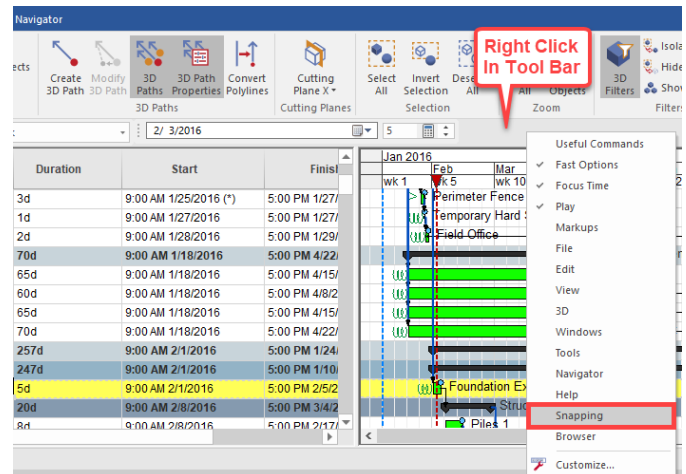 Navigator
ects
Create
3D Path
Modify
3D Path
3D
Paths
3D Path
Properties
Convert
Polylines
Cutting
Plane X
Select
All
Invert
Selection
All
Objects
3D
Filters
Isola
Hide
Sho
3D Paths
Cutting Planes
Selection
Zoom
Filters
Right Click
In Tool Bar
2/ 3/2016
5
Duration Start Finis
Jan 2016
Feb Mar
wk 1 wk 5 wk 10
3d 9:00 AM 1/25/2016 (*) 5:00 PM 1/27/
1d 9:00 AM 1/27/2016 5:00 PM 1/27/
2d 9:00 AM 1/28/2016 5:00 PM 1/29/
70d 9:00 AM 1/18/2016 5:00 PM 4/22/
65d 9:00 AM 1/18/2016 5:00 PM 4/15/
60d 9:00 AM 1/18/2016 5:00 PM 4/8/2
65d 9:00 AM 1/18/2016 5:00 PM 4/15/
70d 9:00 AM 1/18/2016 5:00 PM 4/22/
257d 9:00 AM 2/1/2016 5:00 PM 1/24/
247d 9:00 AM 2/1/2016 5:00 PM 1/10/
5d 9:00 AM 2/1/2016 5:00 PM 2/5/2
20d 9:00 AM 2/8/2016 5:00 PM 3/4/2
8d 9:00 AM 2/8/2016 5:00 PM 2/17/
Perimeter Fence
Temporary Hard
Field Office
Foundation Ex
Struc
Piles 1
Useful Commands
Fast Options
Focus Time
Play
Markups
File
Edit
View
3D
Windows
Tools
Navigator
Help
Snapping
Browser
Customize...